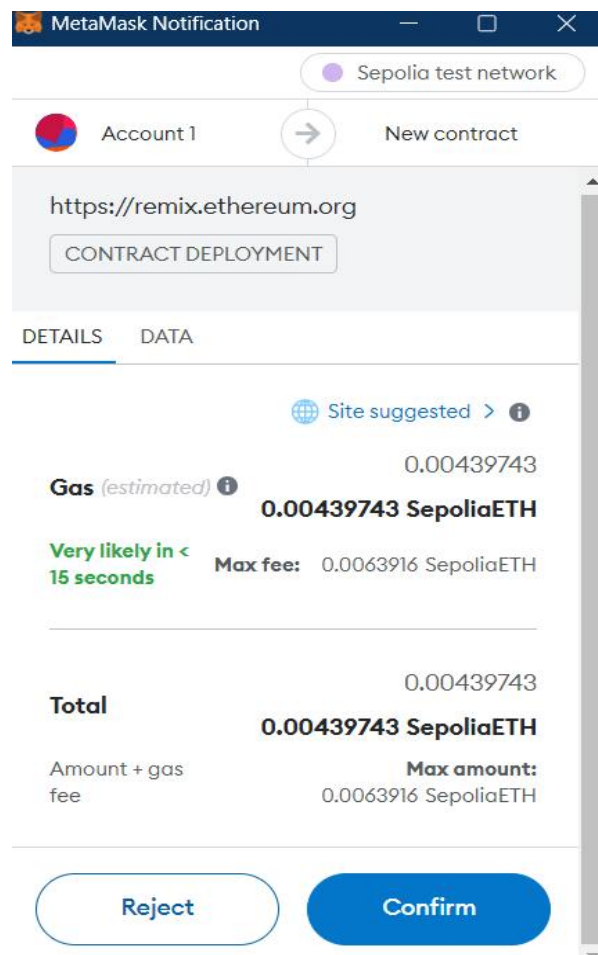 MetaMask Notification
Sepolia test network
Account 1
New contract
https://remix.ethereum.org
CONTRACT DEPLOYMENT
DETAILS DATA
Site suggested >
0.00439743
Gas (estimated)
0.00439743 SepoliaETH
Very likely in <
15 seconds
Max fee: 0.0063916 SepoliaETH
0.00439743
Total
0.00439743 SepoliaETH
Amount + gas
fee
Max amount:
0.0063916 SepoliaETH
Reject Confirm